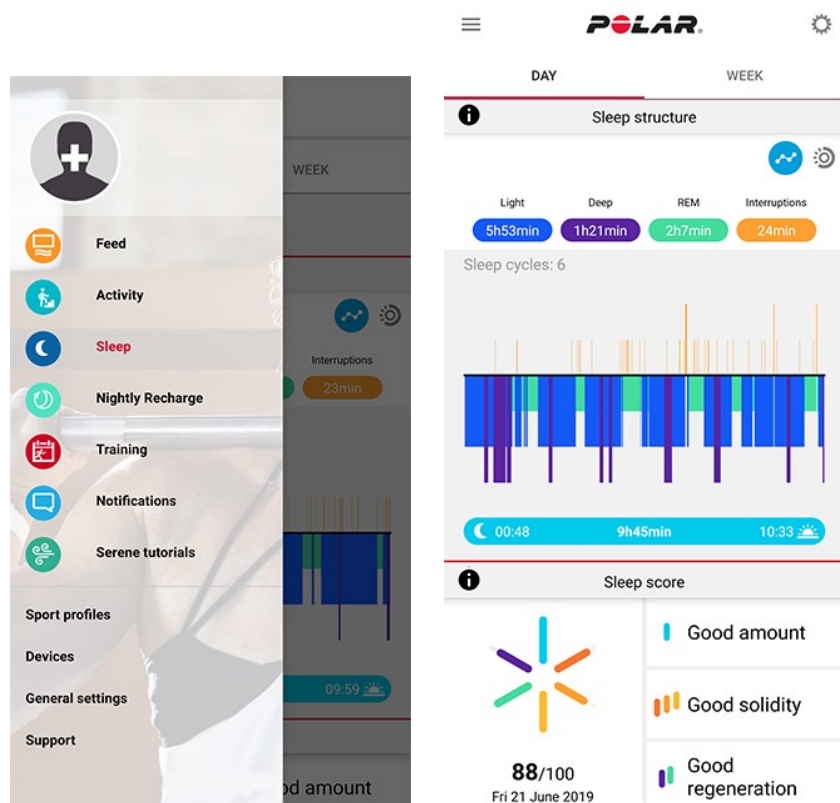 WEEK
Feed
Activity
Sleep
Interruptions
Nightly Recharge
23min
Training
Notifications
Serene tutorials
Sport profiles
Devices
09:59
General settings
Support
od amount
POLAR
DAY WEEK
i Sleep structure
Light Deep REM Interruptions
5h53min 1h21min 2h7min 24min
Sleep cycles: 6
00:48 9h45min 10:33
i Sleep score
Good amount
Good solidity
88/100
Fri 21 June 2019
Good
regeneration